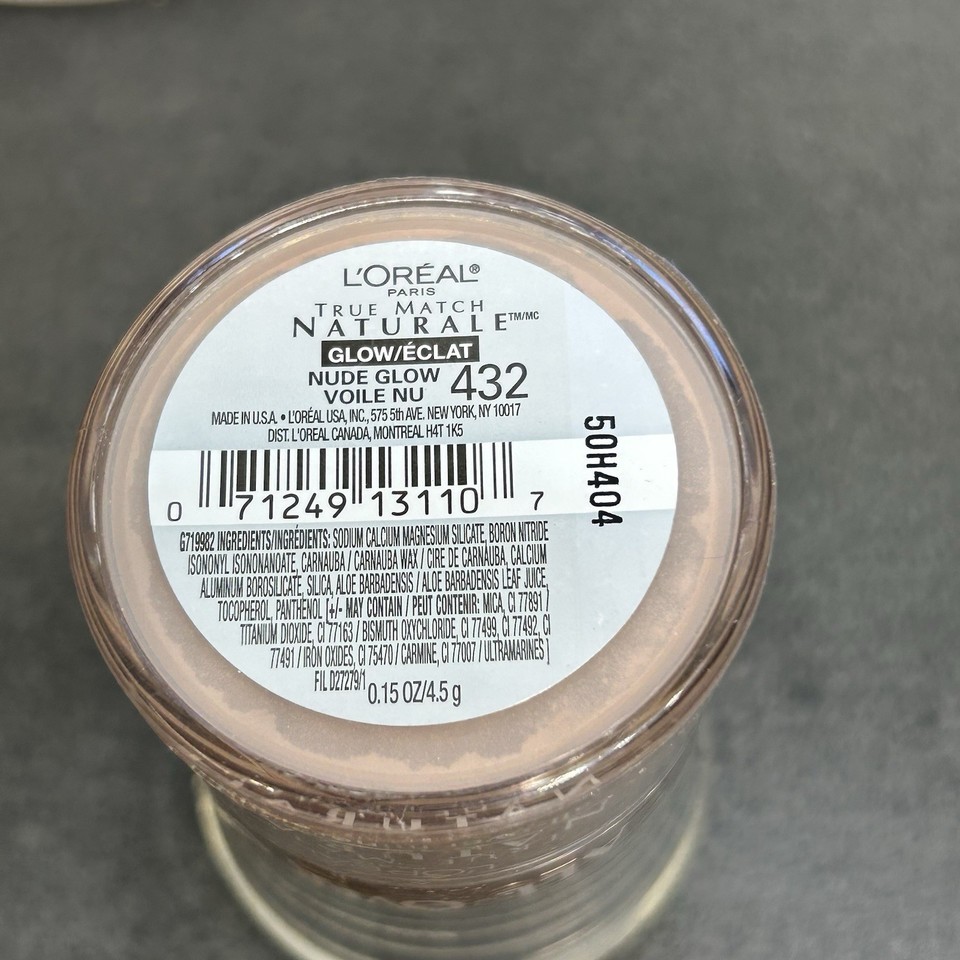 L'ORÉAL®
PARIS
TRUE MATCH
NATURALE™/MC
GLOW/ÉCLAT
NUDE GLOW
VOILE NU 432
MADE IN U.S.A. • L'ORÉAL USA, INC., 575 5th AVE. NEW YORK, NY 10017
DIST. L'OREAL CANADA, MONTREAL H4T 1K5
0 71249 13110 7
50H404
G719982 INGREDIENTS/INGRÉDIENTS: SODIUM CALCIUM MAGNESIUM SILICATE, BORON NITRIDE
ISONONYL ISONONANOATE, CARNAUBA / CARNAUBA WAX / CIRE DE CARNAUBA, CALCIUM
ALUMINUM BOROSILICATE, SILICA, ALOE BARBADENSIS / ALOE BARBADENSIS LEAF JUICE,
TOCOPHEROL, PANTHENOL [+/- MAY CONTAIN / PEUT CONTENIR: MICA, CI 77891 /
TITANIUM DIOXIDE, CI 77163 / BISMUTH OXYCHLORIDE, CI 77499, CI 77492, CI
77491 / IRON OXIDES, CI 75470 / CARMINE, CI 77007 / ULTRAMARINES]
FIL D27279/1
0.15 OZ/4.5 g